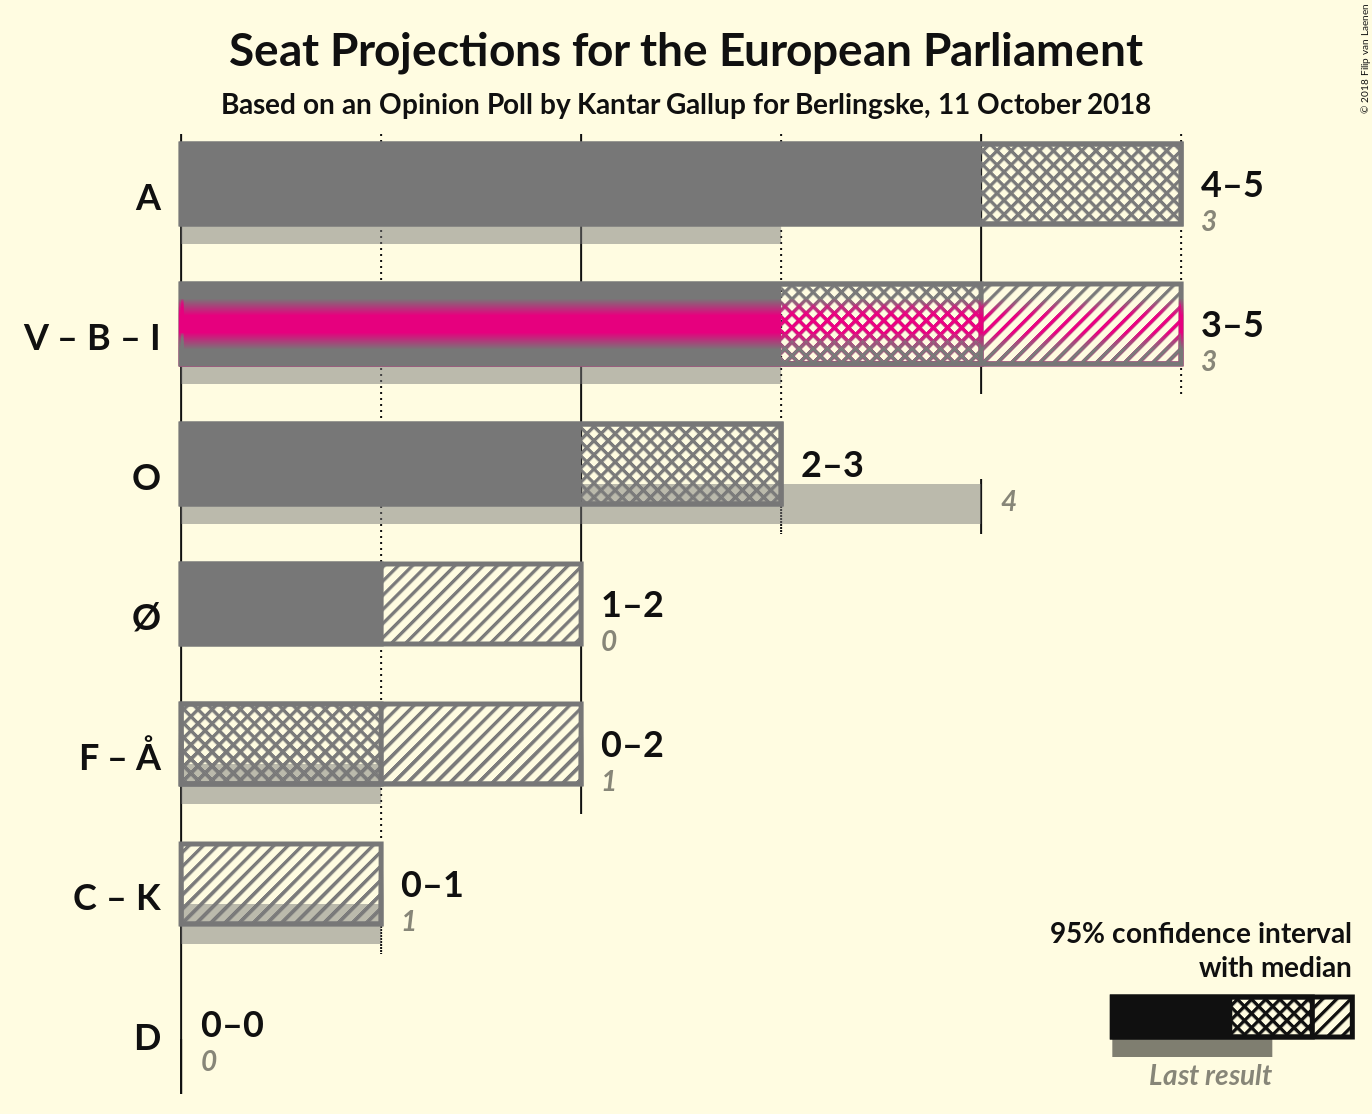 Seat Projections for the European Parliament
Based on an Opinion Poll by Kantar Gallup for Berlingske, 11 October 2018
© 2018 Filip van Laenen
A
4–5
3
V – B – I
3–5
3
O
2–3
4
Ø
1–2
0
F – Å
0–2
1
C – K
0–1
1
D
0–0
0
95% confidence interval
with median
Last result